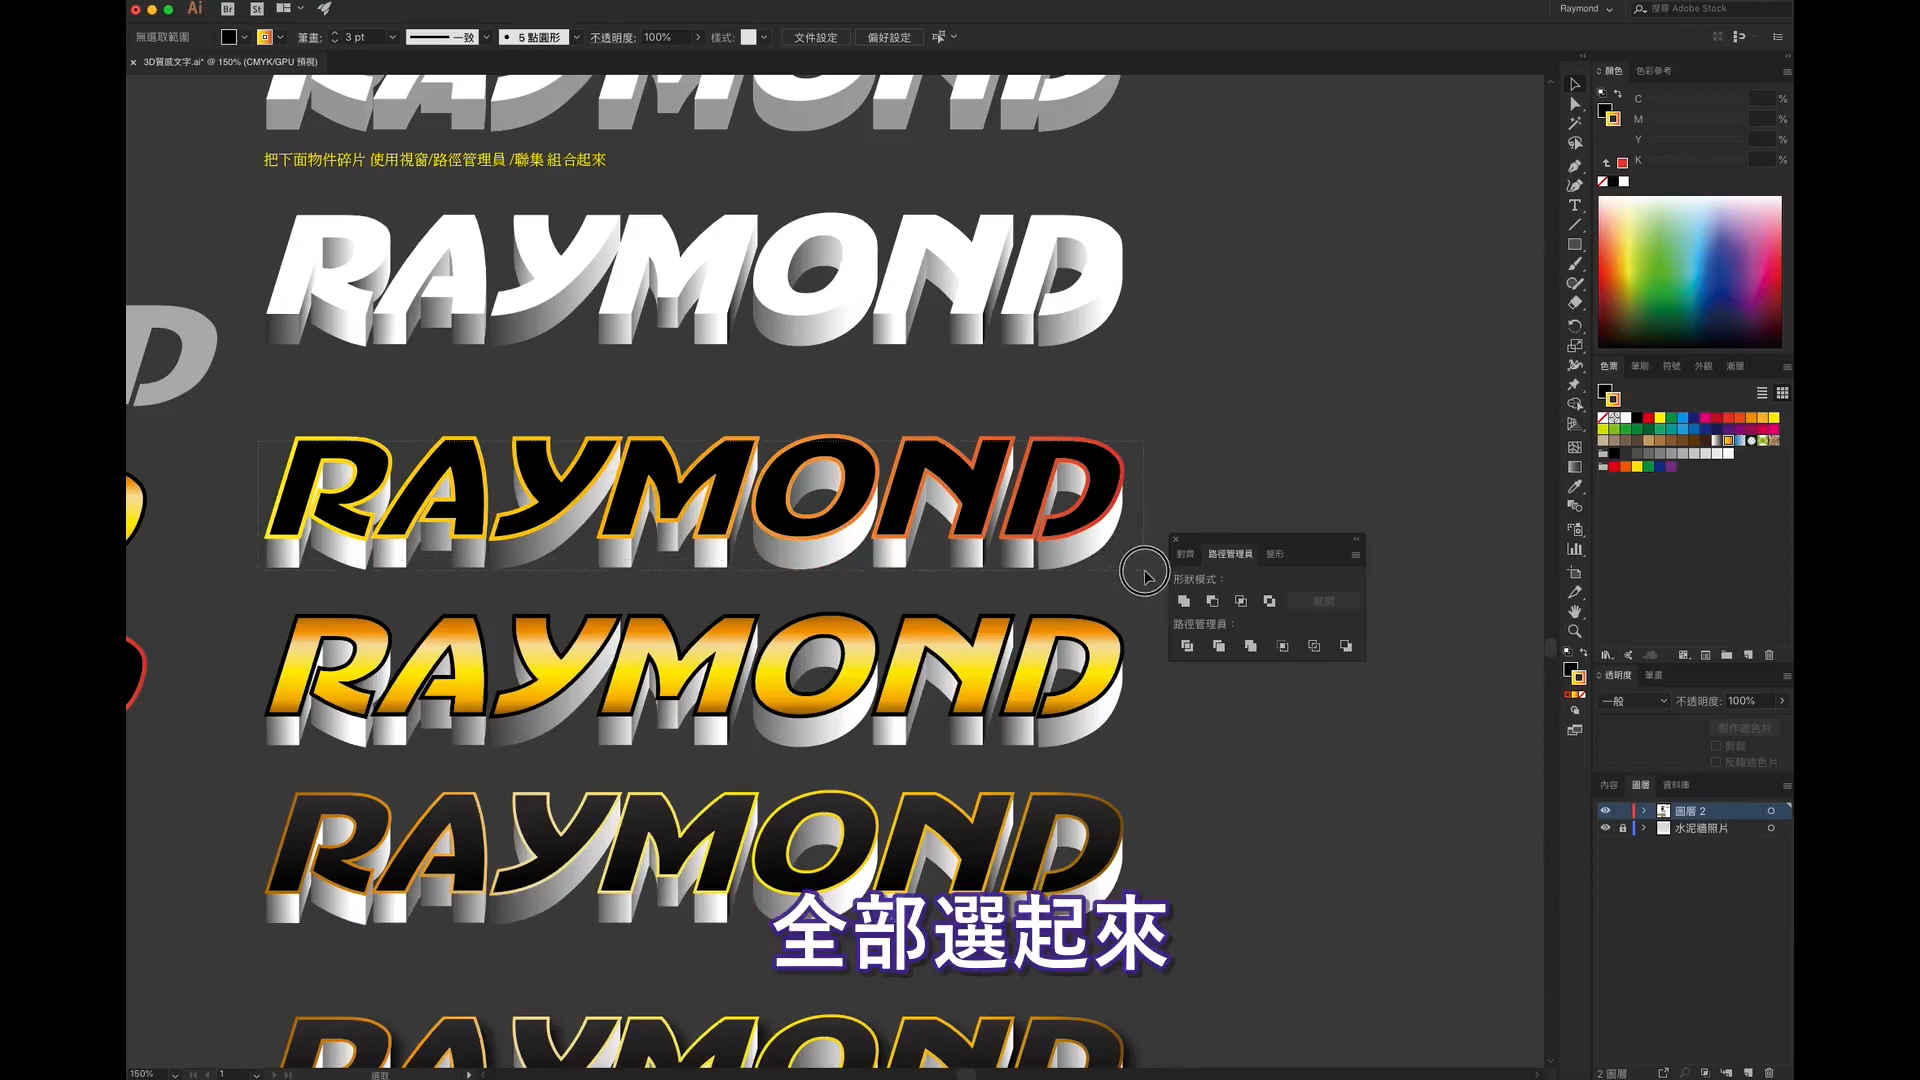 Ai Br St Raymond 搜尋 Adobe Stock
無選取範圍 筆畫: 3 pt 一致 5 點圓形 不透明度: 100% 樣式: 文件設定 偏好設定
× 3D質感文字.ai* @ 150% (CMYK/GPU 預視)
顏色 色彩參考
C %
M %
Y %
K %
RAYMOND
把下面物件碎片 使用視窗/路徑管理員 /聯集 組合起來
RAYMOND
D
色票 筆刷 符號 外觀 漸層
RAYMOND
對齊 路徑管理員 變形
形狀模式：
展開
路徑管理員：
RAYMOND
透明度 筆畫
一般 不透明度: 100%
製作遮色片
剪裁
反轉遮色片
內容 圖層 資料庫
圖層 2
水泥牆照片
RAYMOND
全部選起來
RAYMOND
150% 1 選取
2 圖層